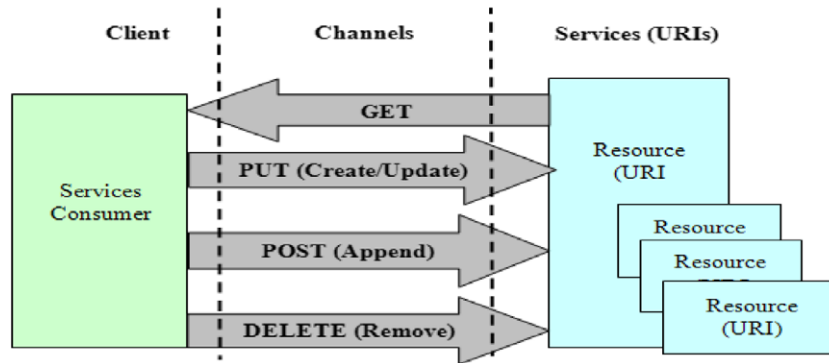 Client
Channels
Services (URIs)
GET
PUT (Create/Update)
POST (Append)
DELETE (Remove)
Services
Consumer
Resource
(URI
Resource
Resource
Resource
(URI)